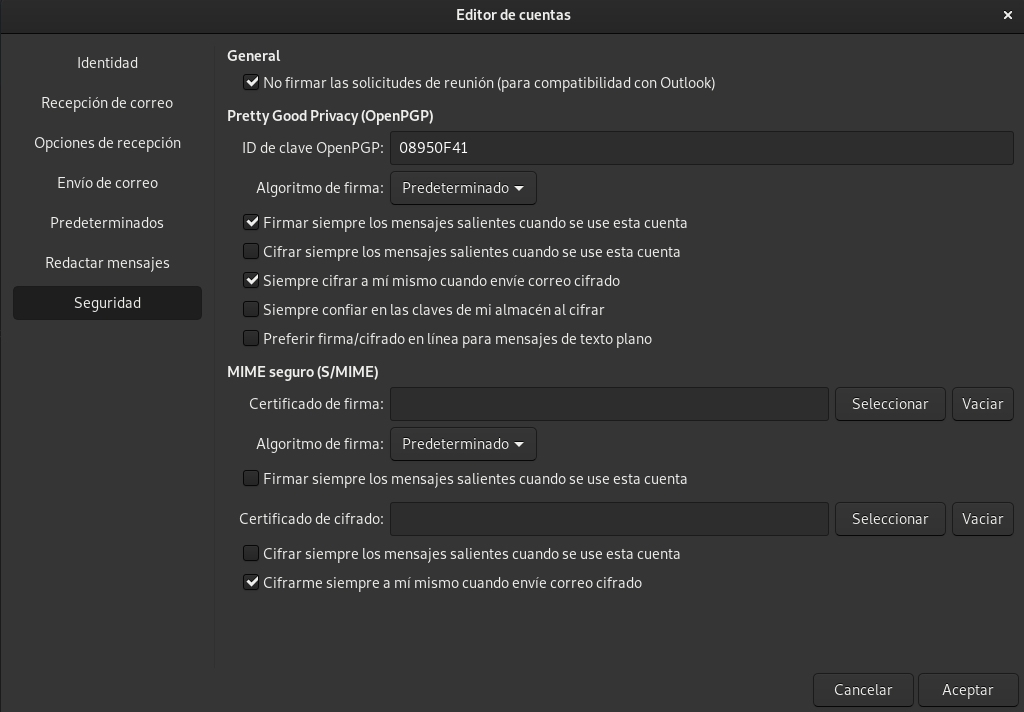 Editor de cuentas
Identidad
Recepción de correo
Opciones de recepción
Envío de correo
Predeterminados
Redactar mensajes
Seguridad
General
No firmar las solicitudes de reunión (para compatibilidad con Outlook)
Pretty Good Privacy (OpenPGP)
ID de clave OpenPGP: 08950F41
Algoritmo de firma: Predeterminado
Firmar siempre los mensajes salientes cuando se use esta cuenta
Cifrar siempre los mensajes salientes cuando se use esta cuenta
Siempre cifrar a mí mismo cuando envíe correo cifrado
Siempre confiar en las claves de mi almacén al cifrar
Preferir firma/cifrado en línea para mensajes de texto plano
MIME seguro (S/MIME)
Certificado de firma: Seleccionar Vaciar
Algoritmo de firma: Predeterminado
Firmar siempre los mensajes salientes cuando se use esta cuenta
Certificado de cifrado: Seleccionar Vaciar
Cifrar siempre los mensajes salientes cuando se use esta cuenta
Cifrarme siempre a mí mismo cuando envíe correo cifrado
Cancelar Aceptar